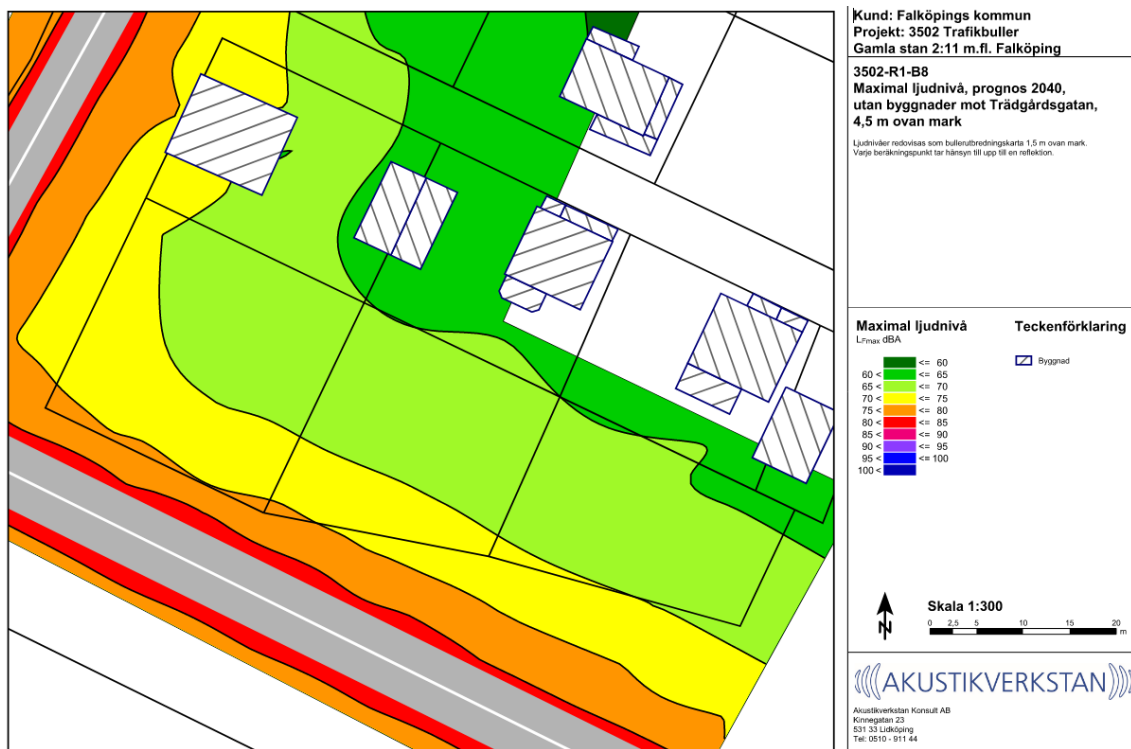 Kund: Falköpings kommun
Projekt: 3502 Trafikbuller
Gamla stan 2:11 m.fl. Falköping
3502-R1-B8
Maximal ljudnivå, prognos 2040,
utan byggnader mot Trädgårdsgatan,
4,5 m ovan mark
Ljudnivåer redovisas som bullerutbredningskarta 1,5 m ovan mark.
Varje beräkningspunkt tar hänsyn till upp till en reflektion.
Maximal ljudnivå
LFmax dBA
<= 60
60 < <= 65
65 < <= 70
70 < <= 75
75 < <= 80
80 < <= 85
85 < <= 90
90 < <= 95
95 < <= 100
100 <
Teckenförklaring
Byggnad
N
Skala 1:300
0 2,5 5 10 15 20
m
AKUSTIKVERKSTAN
Akustikverkstan Konsult AB
Kinnegatan 23
531 33 Lidköping
Tel: 0510 - 911 44